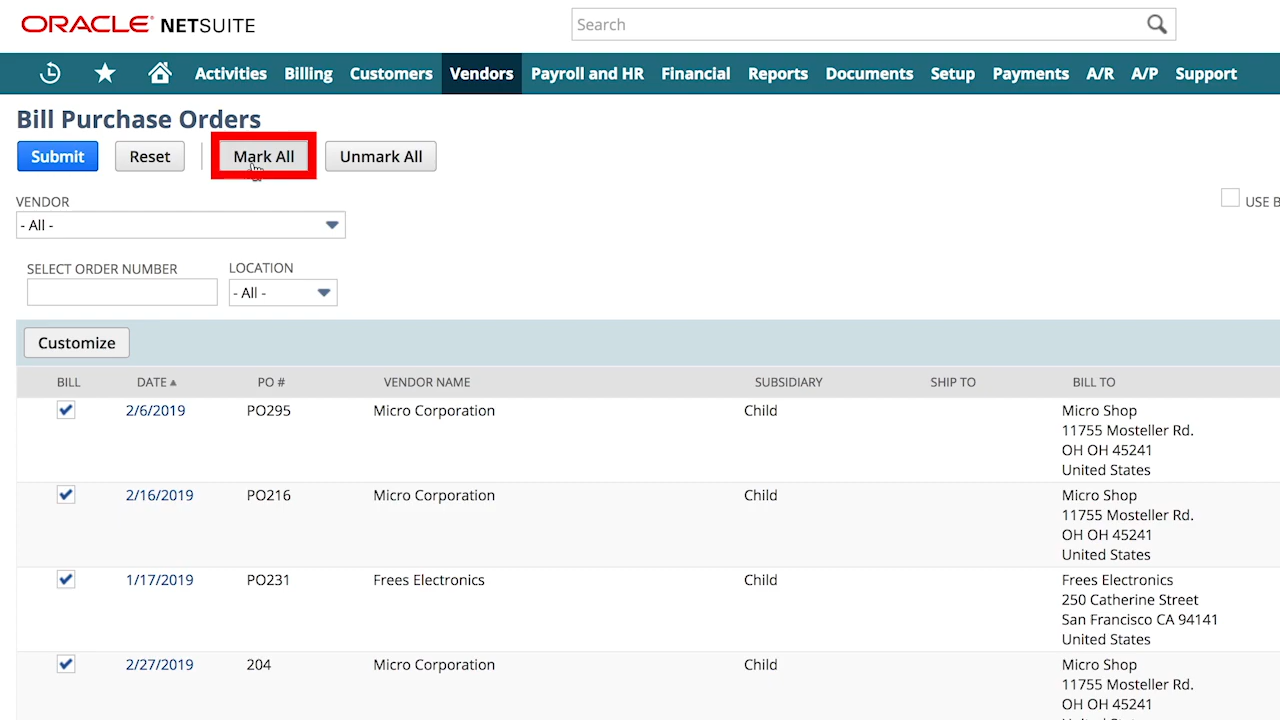 ORACLE NETSUITE
Search
Activities Billing Customers Vendors Payroll and HR Financial Reports Documents Setup Payments A/R A/P Support
Bill Purchase Orders
Submit Reset Mark All Unmark All
VENDOR
USE B
- All -
SELECT ORDER NUMBER LOCATION
- All -
Customize
BILL DATE PO # VENDOR NAME SUBSIDIARY SHIP TO BILL TO
2/6/2019 PO295 Micro Corporation Child Micro Shop
11755 Mosteller Rd.
OH OH 45241
United States
2/16/2019 PO216 Micro Corporation Child Micro Shop
11755 Mosteller Rd.
OH OH 45241
United States
1/17/2019 PO231 Frees Electronics Child Frees Electronics
250 Catherine Street
San Francisco CA 94141
United States
2/27/2019 204 Micro Corporation Child Micro Shop
11755 Mosteller Rd.
OH OH 45241